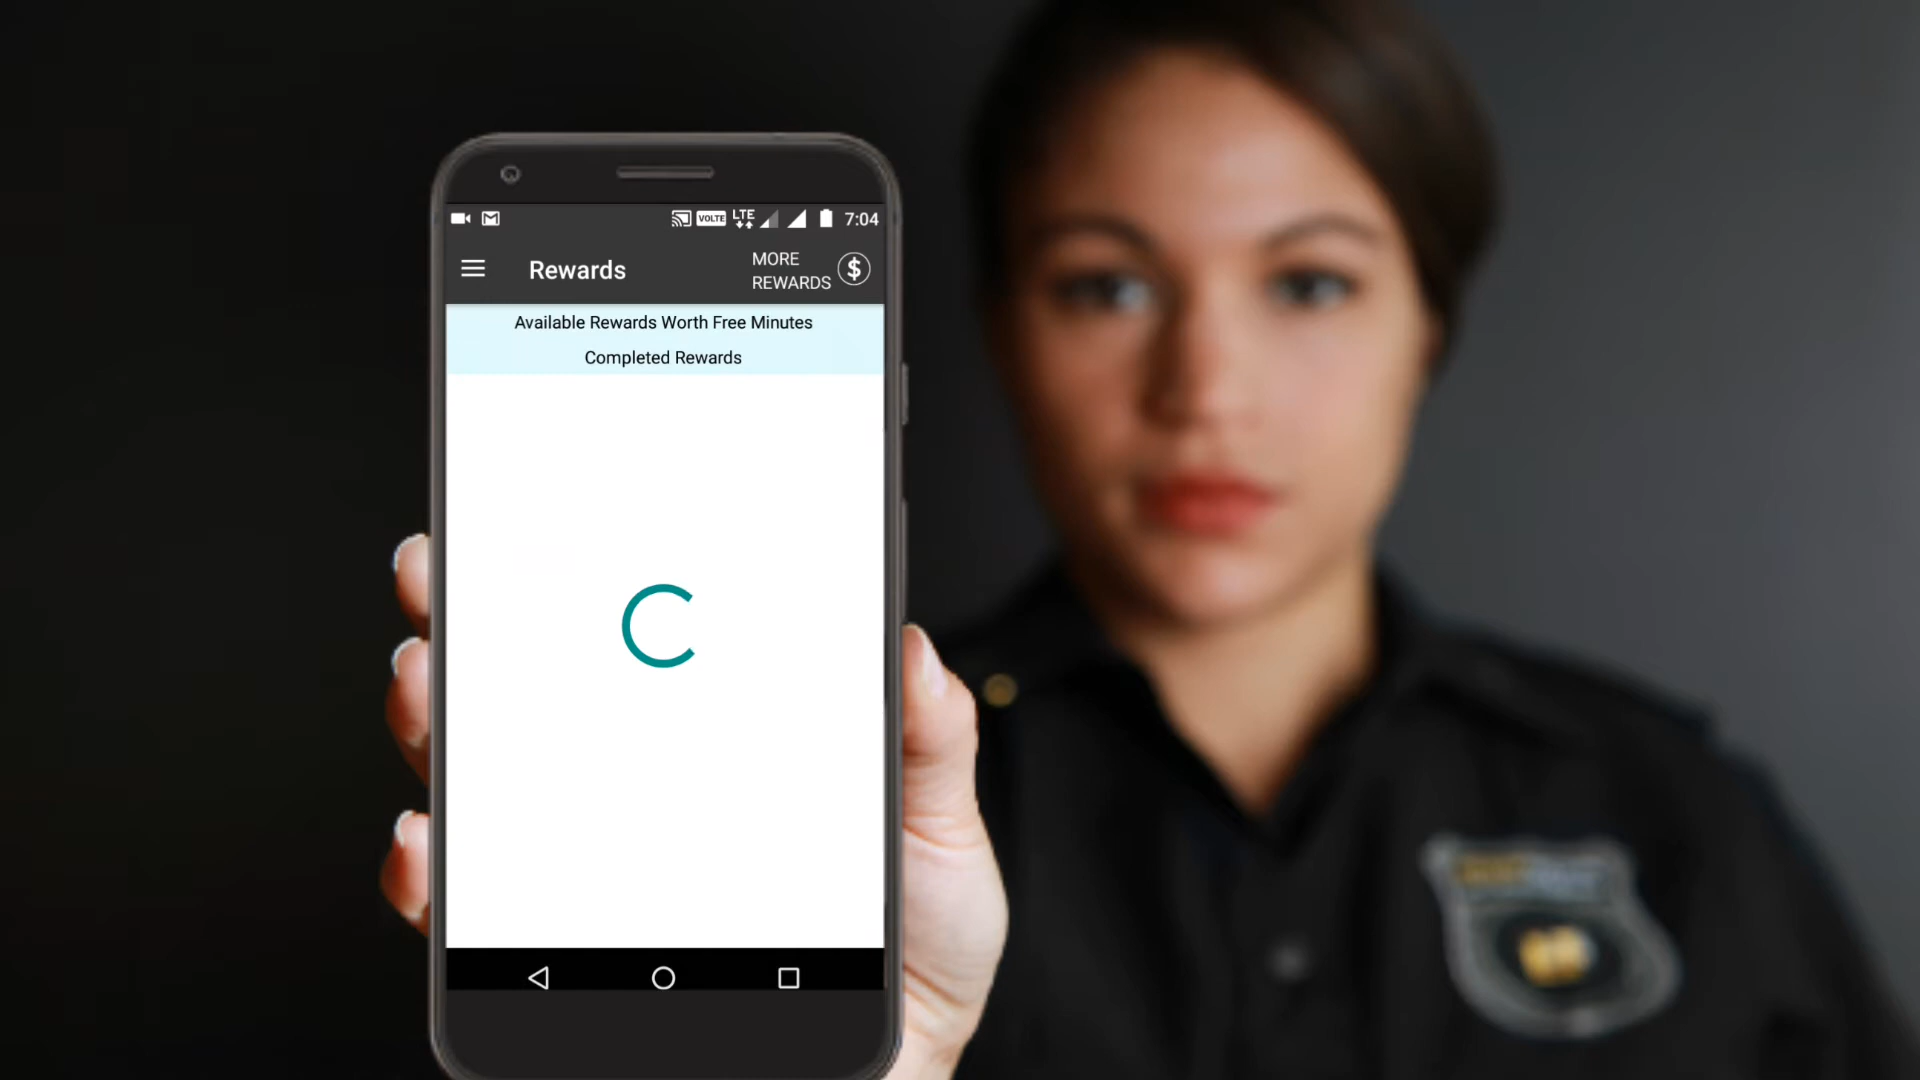 VOLTE LTE 7:04
Rewards
MORE
REWARDS
Available Rewards Worth Free Minutes
Completed Rewards